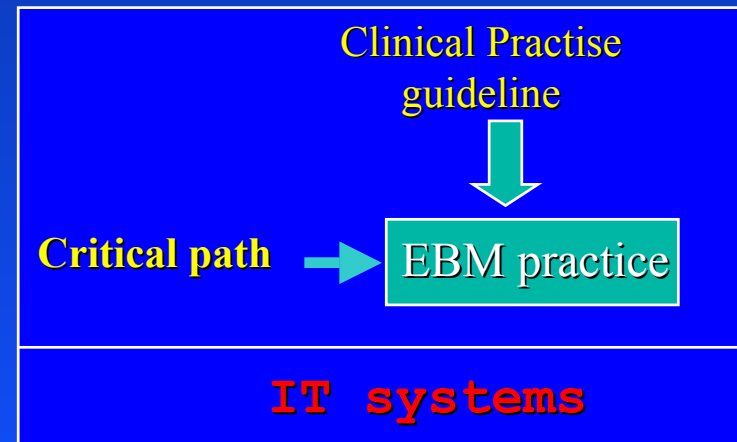 Clinical Practise
guideline
Critical path
EBM practice
IT systems